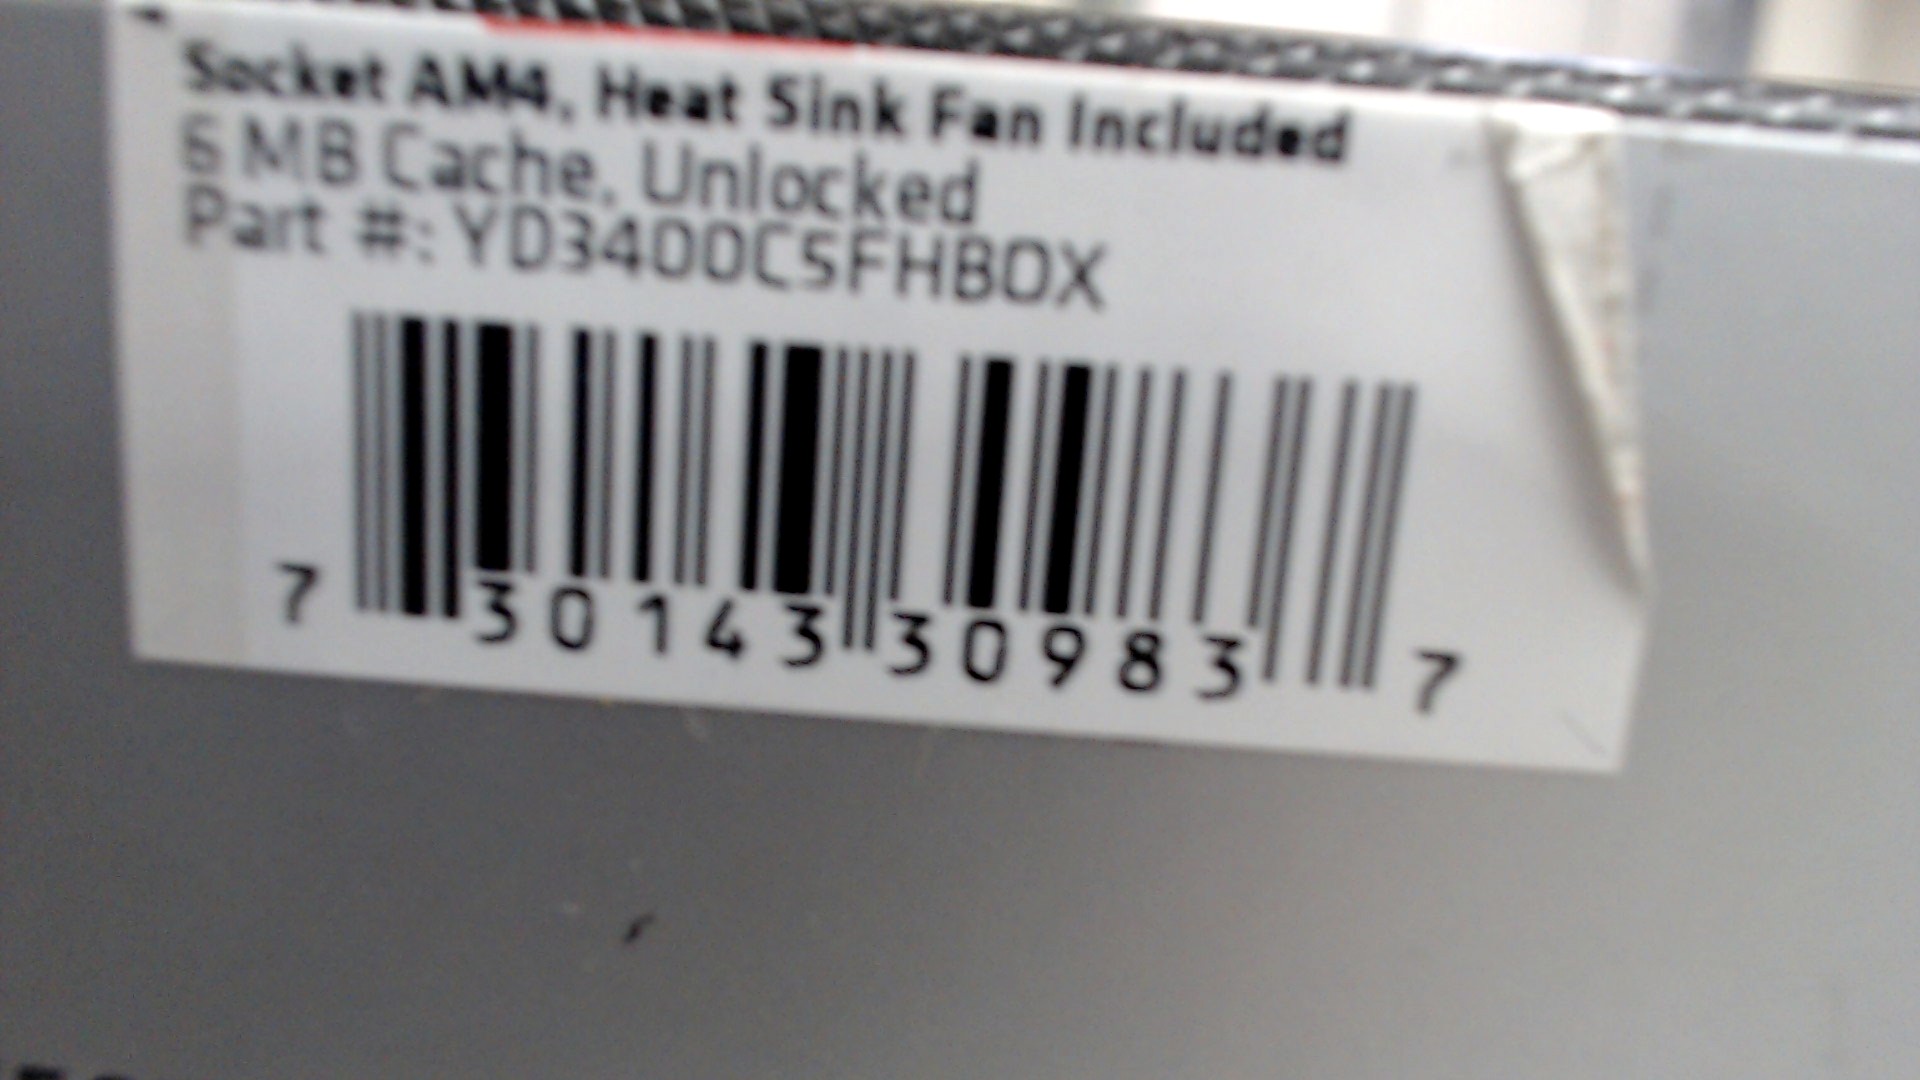 Socket AM4, Heat Sink Fan Included
6 MB Cache, Unlocked
Part #: YD3400C5FHBOX
7 30143 30983 7